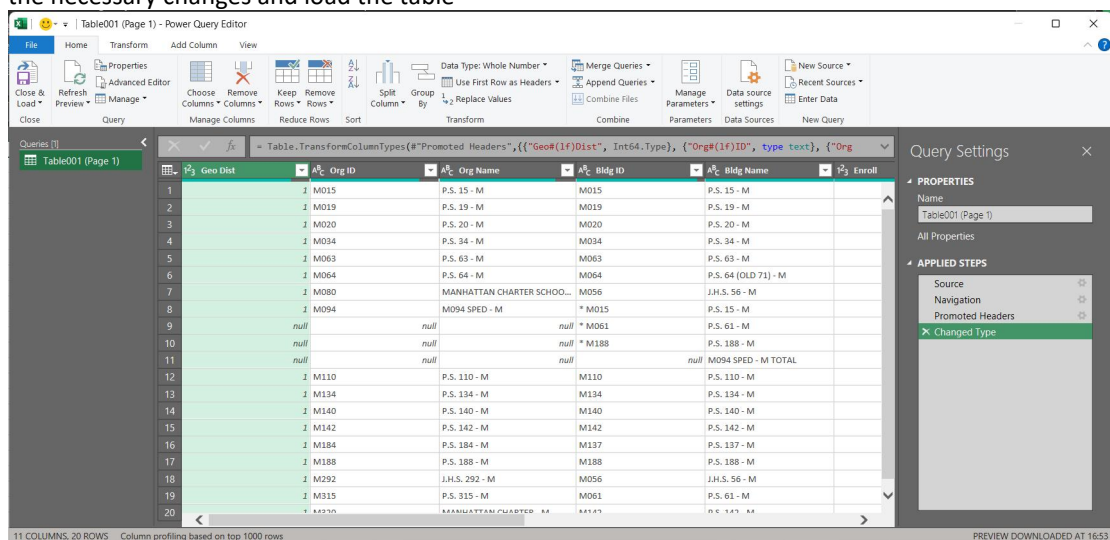 the necessary changes and load the table
Table001 (Page 1) - Power Query Editor
File Home Transform Add Column View
Close & Load
Refresh Preview
Properties
Advanced Editor
Manage
Choose Columns
Remove Columns
Keep Rows
Remove Rows
Split Column
Group By
Data Type: Whole Number
Use First Row as Headers
Replace Values
Merge Queries
Append Queries
Combine Files
Manage Parameters
Data source settings
New Source
Recent Sources
Enter Data
Close Query Manage Columns Reduce Rows Sort Transform Combine Parameters Data Sources New Query
Queries [1]
Table001 (Page 1)
fx = Table.TransformColumnTypes(#"Promoted Headers",{{"Geo#(lf)Dist", Int64.Type}, {"Org#(lf)ID", type text}, {"Org
Geo Dist Org ID Org Name Bldg ID Bldg Name Enroll
1 1 M015 P.S. 15 - M M015 P.S. 15 - M
2 1 M019 P.S. 19 - M M019 P.S. 19 - M
3 1 M020 P.S. 20 - M M020 P.S. 20 - M
4 1 M034 P.S. 34 - M M034 P.S. 34 - M
5 1 M063 P.S. 63 - M M063 P.S. 63 - M
6 1 M064 P.S. 64 - M M064 P.S. 64 (OLD 71) - M
7 1 M080 MANHATTAN CHARTER SCHOO... M056 J.H.S. 56 - M
8 1 M094 M094 SPED - M * M015 P.S. 15 - M
9 null null null * M061 P.S. 61 - M
10 null null null * M188 P.S. 188 - M
11 null null null null M094 SPED - M TOTAL
12 1 M110 P.S. 110 - M M110 P.S. 110 - M
13 1 M134 P.S. 134 - M M134 P.S. 134 - M
14 1 M140 P.S. 140 - M M140 P.S. 140 - M
15 1 M142 P.S. 142 - M M142 P.S. 142 - M
16 1 M184 P.S. 184 - M M137 P.S. 137 - M
17 1 M188 P.S. 188 - M M188 P.S. 188 - M
18 1 M292 J.H.S. 292 - M M056 J.H.S. 56 - M
19 1 M315 P.S. 315 - M M061 P.S. 61 - M
20 1 M320 MANHATTAN CHARTER - M M142 P.S. 142 - M
Query Settings
PROPERTIES
Name
Table001 (Page 1)
All Properties
APPLIED STEPS
Source
Navigation
Promoted Headers
Changed Type
11 COLUMNS, 20 ROWS Column profiling based on top 1000 rows PREVIEW DOWNLOADED AT 16:53